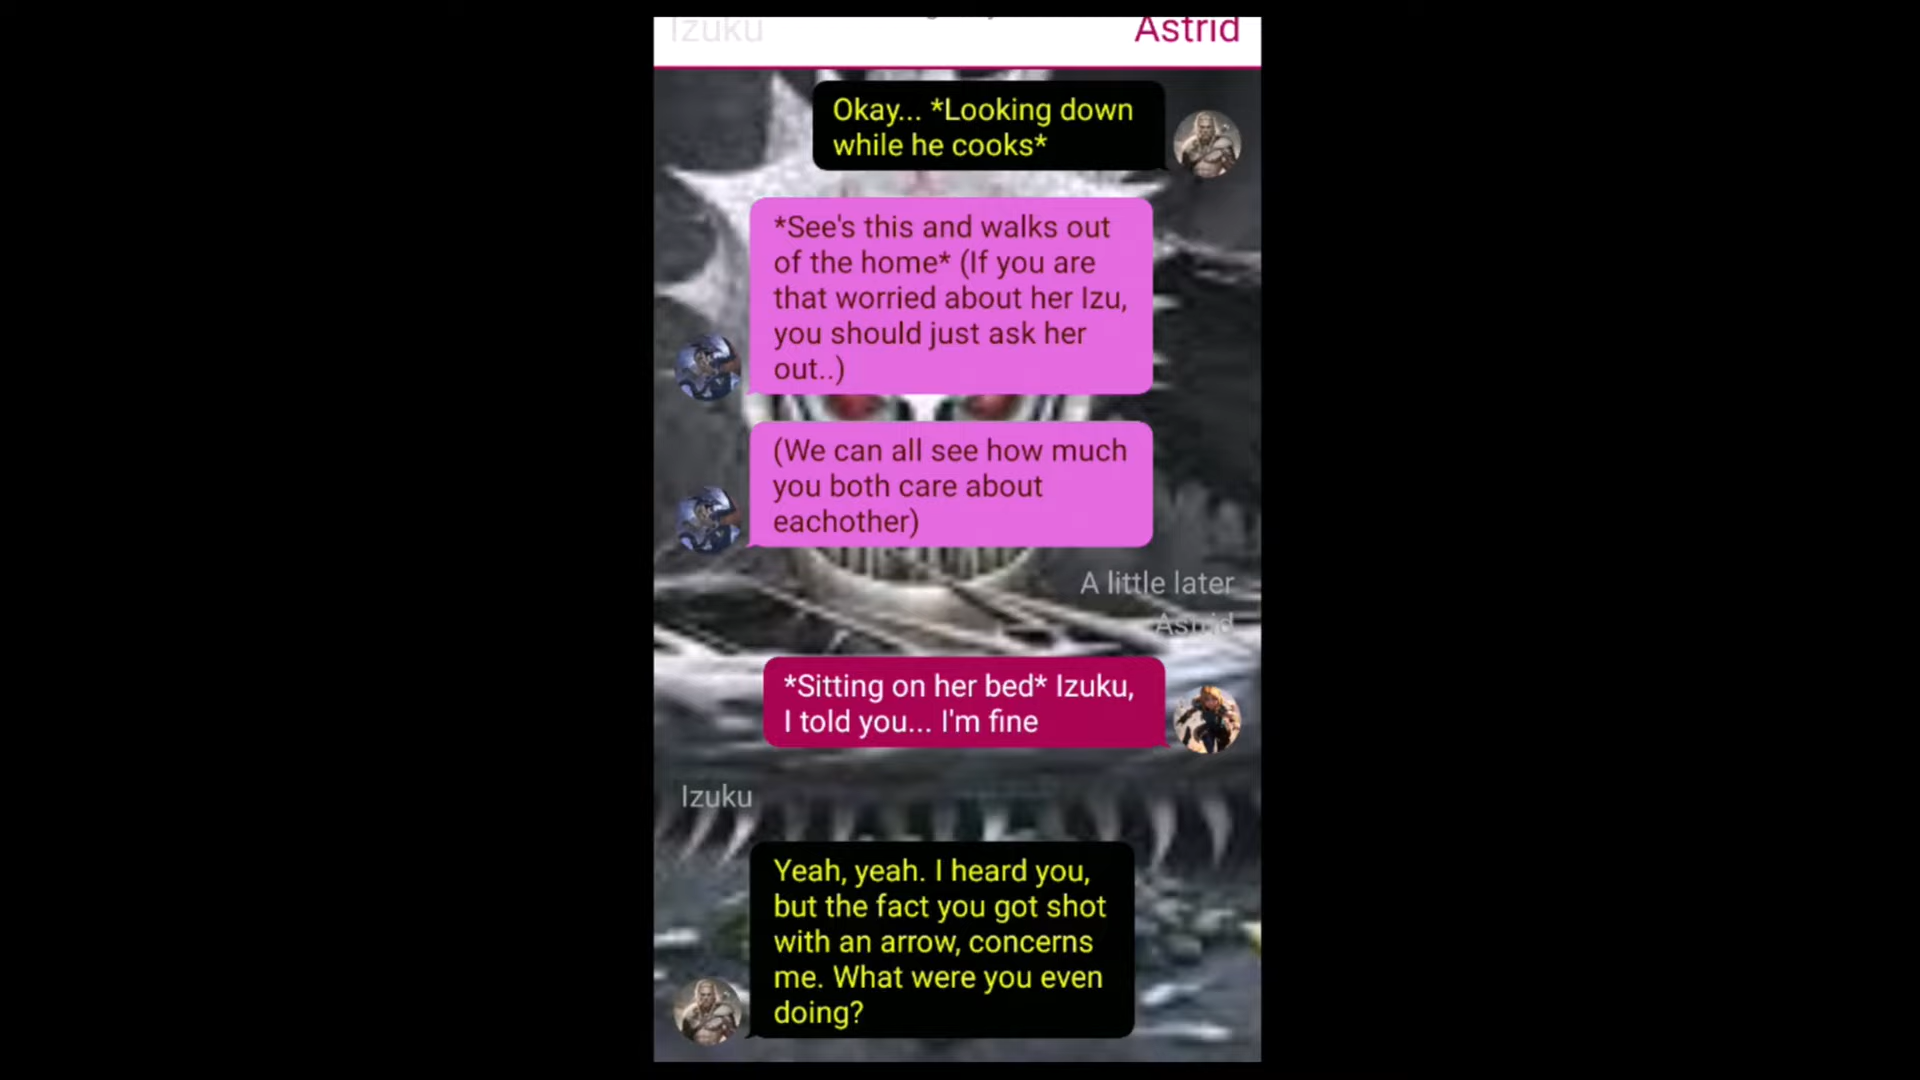 Izuku
Astrid
Okay... *Looking down
while he cooks*
*See's this and walks out
of the home* (If you are
that worried about her Izu,
you should just ask her
out..)
(We can all see how much
you both care about
eachother)
A little later
Astrid
*Sitting on her bed* Izuku,
I told you... I'm fine
Izuku
Yeah, yeah. I heard you,
but the fact you got shot
with an arrow, concerns
me. What were you even
doing?